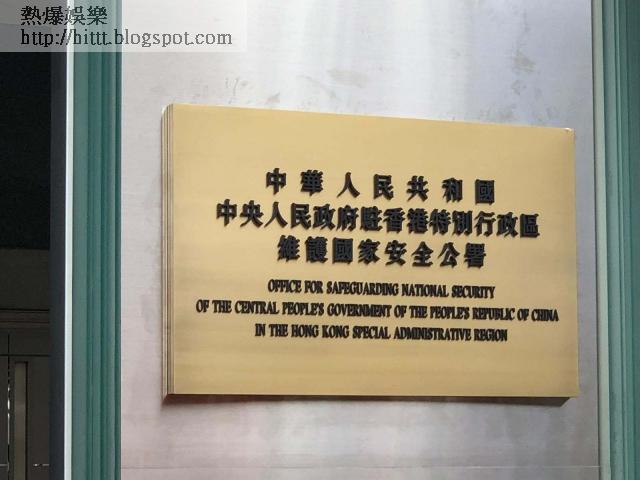 熱爆娛樂
http://hittt.blogspot.com/
中華人民共和國
中央人民政府駐香港特別行政區
維護國家安全公署
OFFICE FOR SAFEGUARDING NATIONAL SECURITY
OF THE CENTRAL PEOPLE'S GOVERNMENT OF THE PEOPLE'S REPUBLIC OF CHINA
IN THE HONG KONG SPECIAL ADMINISTRATIVE REGION